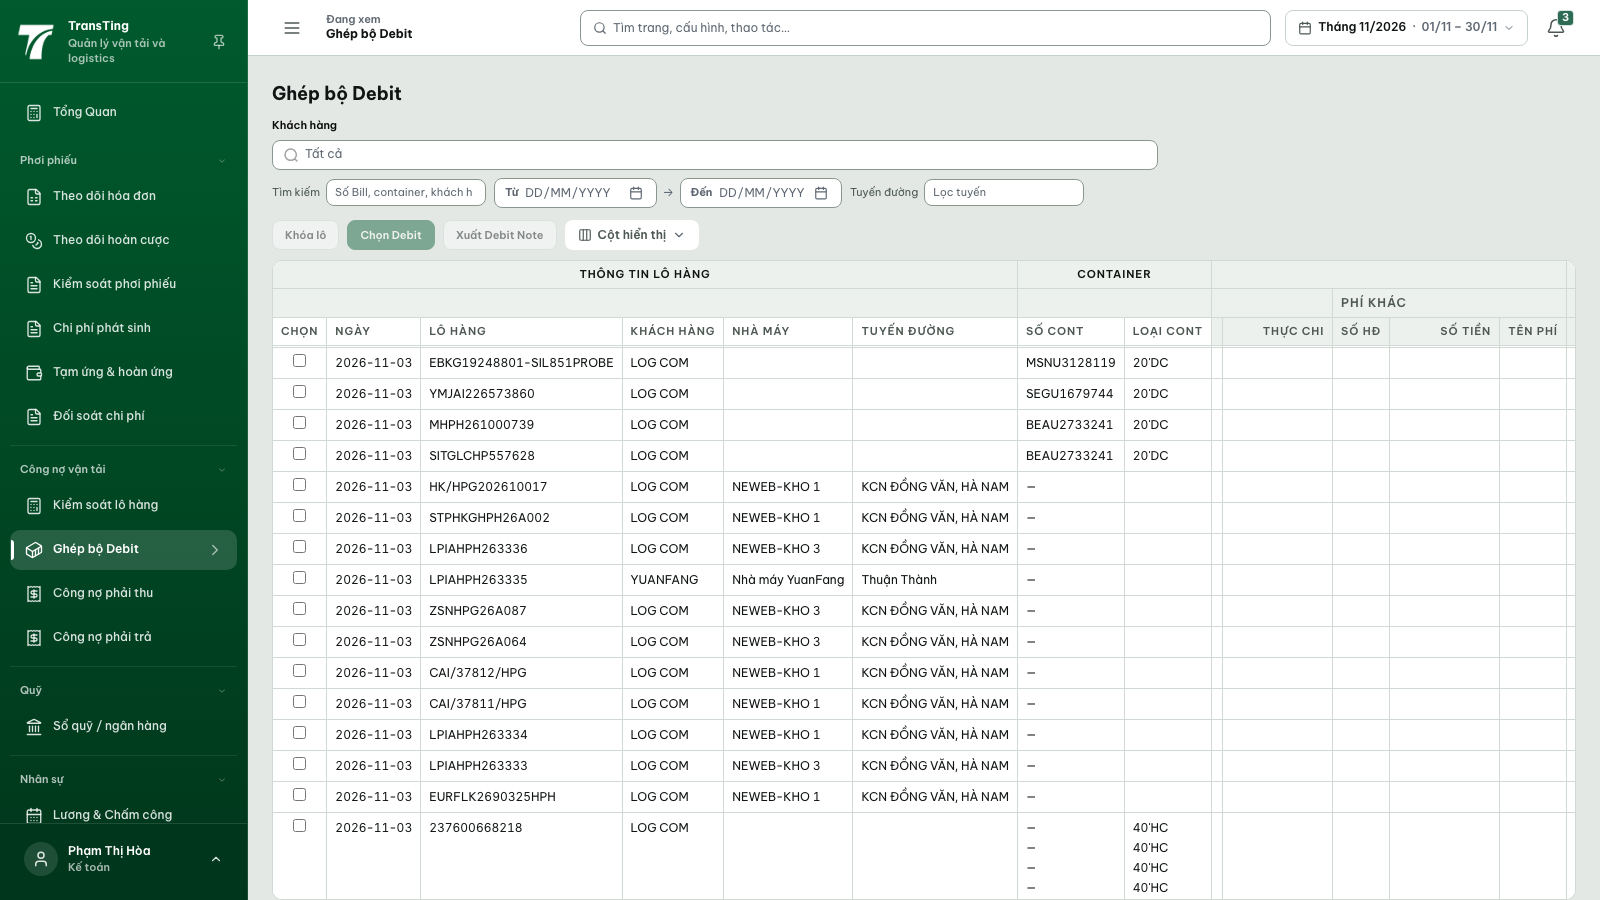 TransTing
Quản lý vận tải và
logistics
Tổng Quan
Phơi phiếu
Theo dõi hóa đơn
Theo dõi hoàn cược
Kiểm soát phơi phiếu
Chi phí phát sinh
Tạm ứng & hoàn ứng
Đối soát chi phí
Công nợ vận tải
Kiểm soát lô hàng
Ghép bộ Debit
Công nợ phải thu
Công nợ phải trả
Quỹ
Sổ quỹ / ngân hàng
Nhân sự
Lương & Chấm công
Phạm Thị Hòa
Kế toán
Đang xem
Ghép bộ Debit
Tìm trang, cấu hình, thao tác...
Tháng 11/2026 · 01/11 – 30/11
3
Ghép bộ Debit
Khách hàng
Tất cả
Tìm kiếm Số Bill, container, khách h Từ DD/MM/YYYY → Đến DD/MM/YYYY Tuyến đường Lọc tuyến
Khóa lô Chọn Debit Xuất Debit Note Cột hiển thị
THÔNG TIN LÔ HÀNG CONTAINER
PHÍ KHÁC
CHỌN NGÀY LÔ HÀNG KHÁCH HÀNG NHÀ MÁY TUYẾN ĐƯỜNG SỐ CONT LOẠI CONT THỰC CHI SỐ HĐ SỐ TIỀN TÊN PHÍ
2026-11-03 EBKG19248801-SIL851PROBE LOG COM MSNU3128119 20'DC
2026-11-03 YMJAI226573860 LOG COM SEGU1679744 20'DC
2026-11-03 MHPH261000739 LOG COM BEAU2733241 20'DC
2026-11-03 SITGLCHP557628 LOG COM BEAU2733241 20'DC
2026-11-03 HK/HPG202610017 LOG COM NEWEB-KHO 1 KCN ĐỒNG VĂN, HÀ NAM —
2026-11-03 STPHKGHPH26A002 LOG COM NEWEB-KHO 1 KCN ĐỒNG VĂN, HÀ NAM —
2026-11-03 LPIAHPH263336 LOG COM NEWEB-KHO 3 KCN ĐỒNG VĂN, HÀ NAM —
2026-11-03 LPIAHPH263335 YUANFANG Nhà máy YuanFang Thuận Thành —
2026-11-03 ZSNHPG26A087 LOG COM NEWEB-KHO 3 KCN ĐỒNG VĂN, HÀ NAM —
2026-11-03 ZSNHPG26A064 LOG COM NEWEB-KHO 3 KCN ĐỒNG VĂN, HÀ NAM —
2026-11-03 CAI/37812/HPG LOG COM NEWEB-KHO 1 KCN ĐỒNG VĂN, HÀ NAM —
2026-11-03 CAI/37811/HPG LOG COM NEWEB-KHO 1 KCN ĐỒNG VĂN, HÀ NAM —
2026-11-03 LPIAHPH263334 LOG COM NEWEB-KHO 1 KCN ĐỒNG VĂN, HÀ NAM —
2026-11-03 LPIAHPH263333 LOG COM NEWEB-KHO 3 KCN ĐỒNG VĂN, HÀ NAM —
2026-11-03 EURFLK2690325HPH LOG COM NEWEB-KHO 1 KCN ĐỒNG VĂN, HÀ NAM —
2026-11-03 237600668218 LOG COM — 40'HC
— 40'HC
— 40'HC
— 40'HC